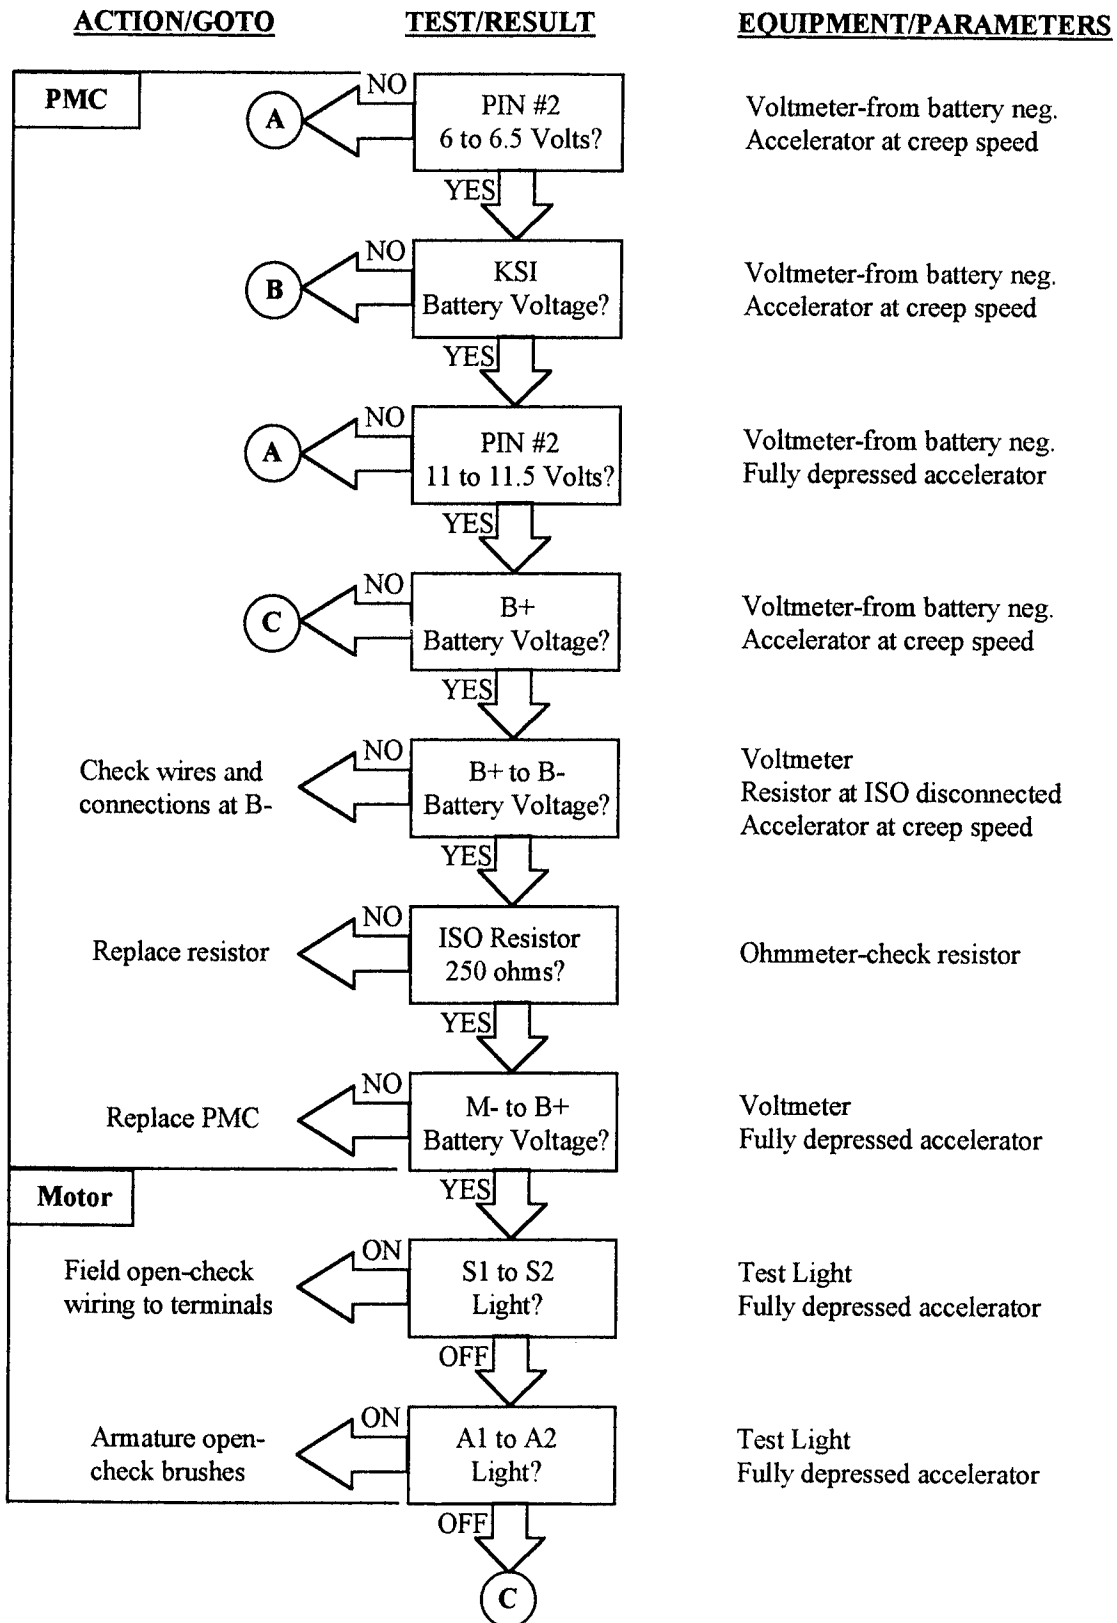 ACTION/GOTO TEST/RESULT EQUIPMENT/PARAMETERS
PMC
NO
A
PIN #2
6 to 6.5 Volts?
Voltmeter-from battery neg.
Accelerator at creep speed
YES
NO
B
KSI
Battery Voltage?
Voltmeter-from battery neg.
Accelerator at creep speed
YES
NO
A
PIN #2
11 to 11.5 Volts?
Voltmeter-from battery neg.
Fully depressed accelerator
YES
NO
C
B+
Battery Voltage?
Voltmeter-from battery neg.
Accelerator at creep speed
YES
Check wires and
connections at B-
NO
B+ to B-
Battery Voltage?
Voltmeter
Resistor at ISO disconnected
Accelerator at creep speed
YES
Replace resistor
NO
ISO Resistor
250 ohms?
Ohmmeter-check resistor
YES
Replace PMC
NO
M- to B+
Battery Voltage?
Voltmeter
Fully depressed accelerator
YES
Motor
Field open-check
wiring to terminals
ON
S1 to S2
Light?
Test Light
Fully depressed accelerator
OFF
Armature open-
check brushes
ON
A1 to A2
Light?
Test Light
Fully depressed accelerator
OFF
C